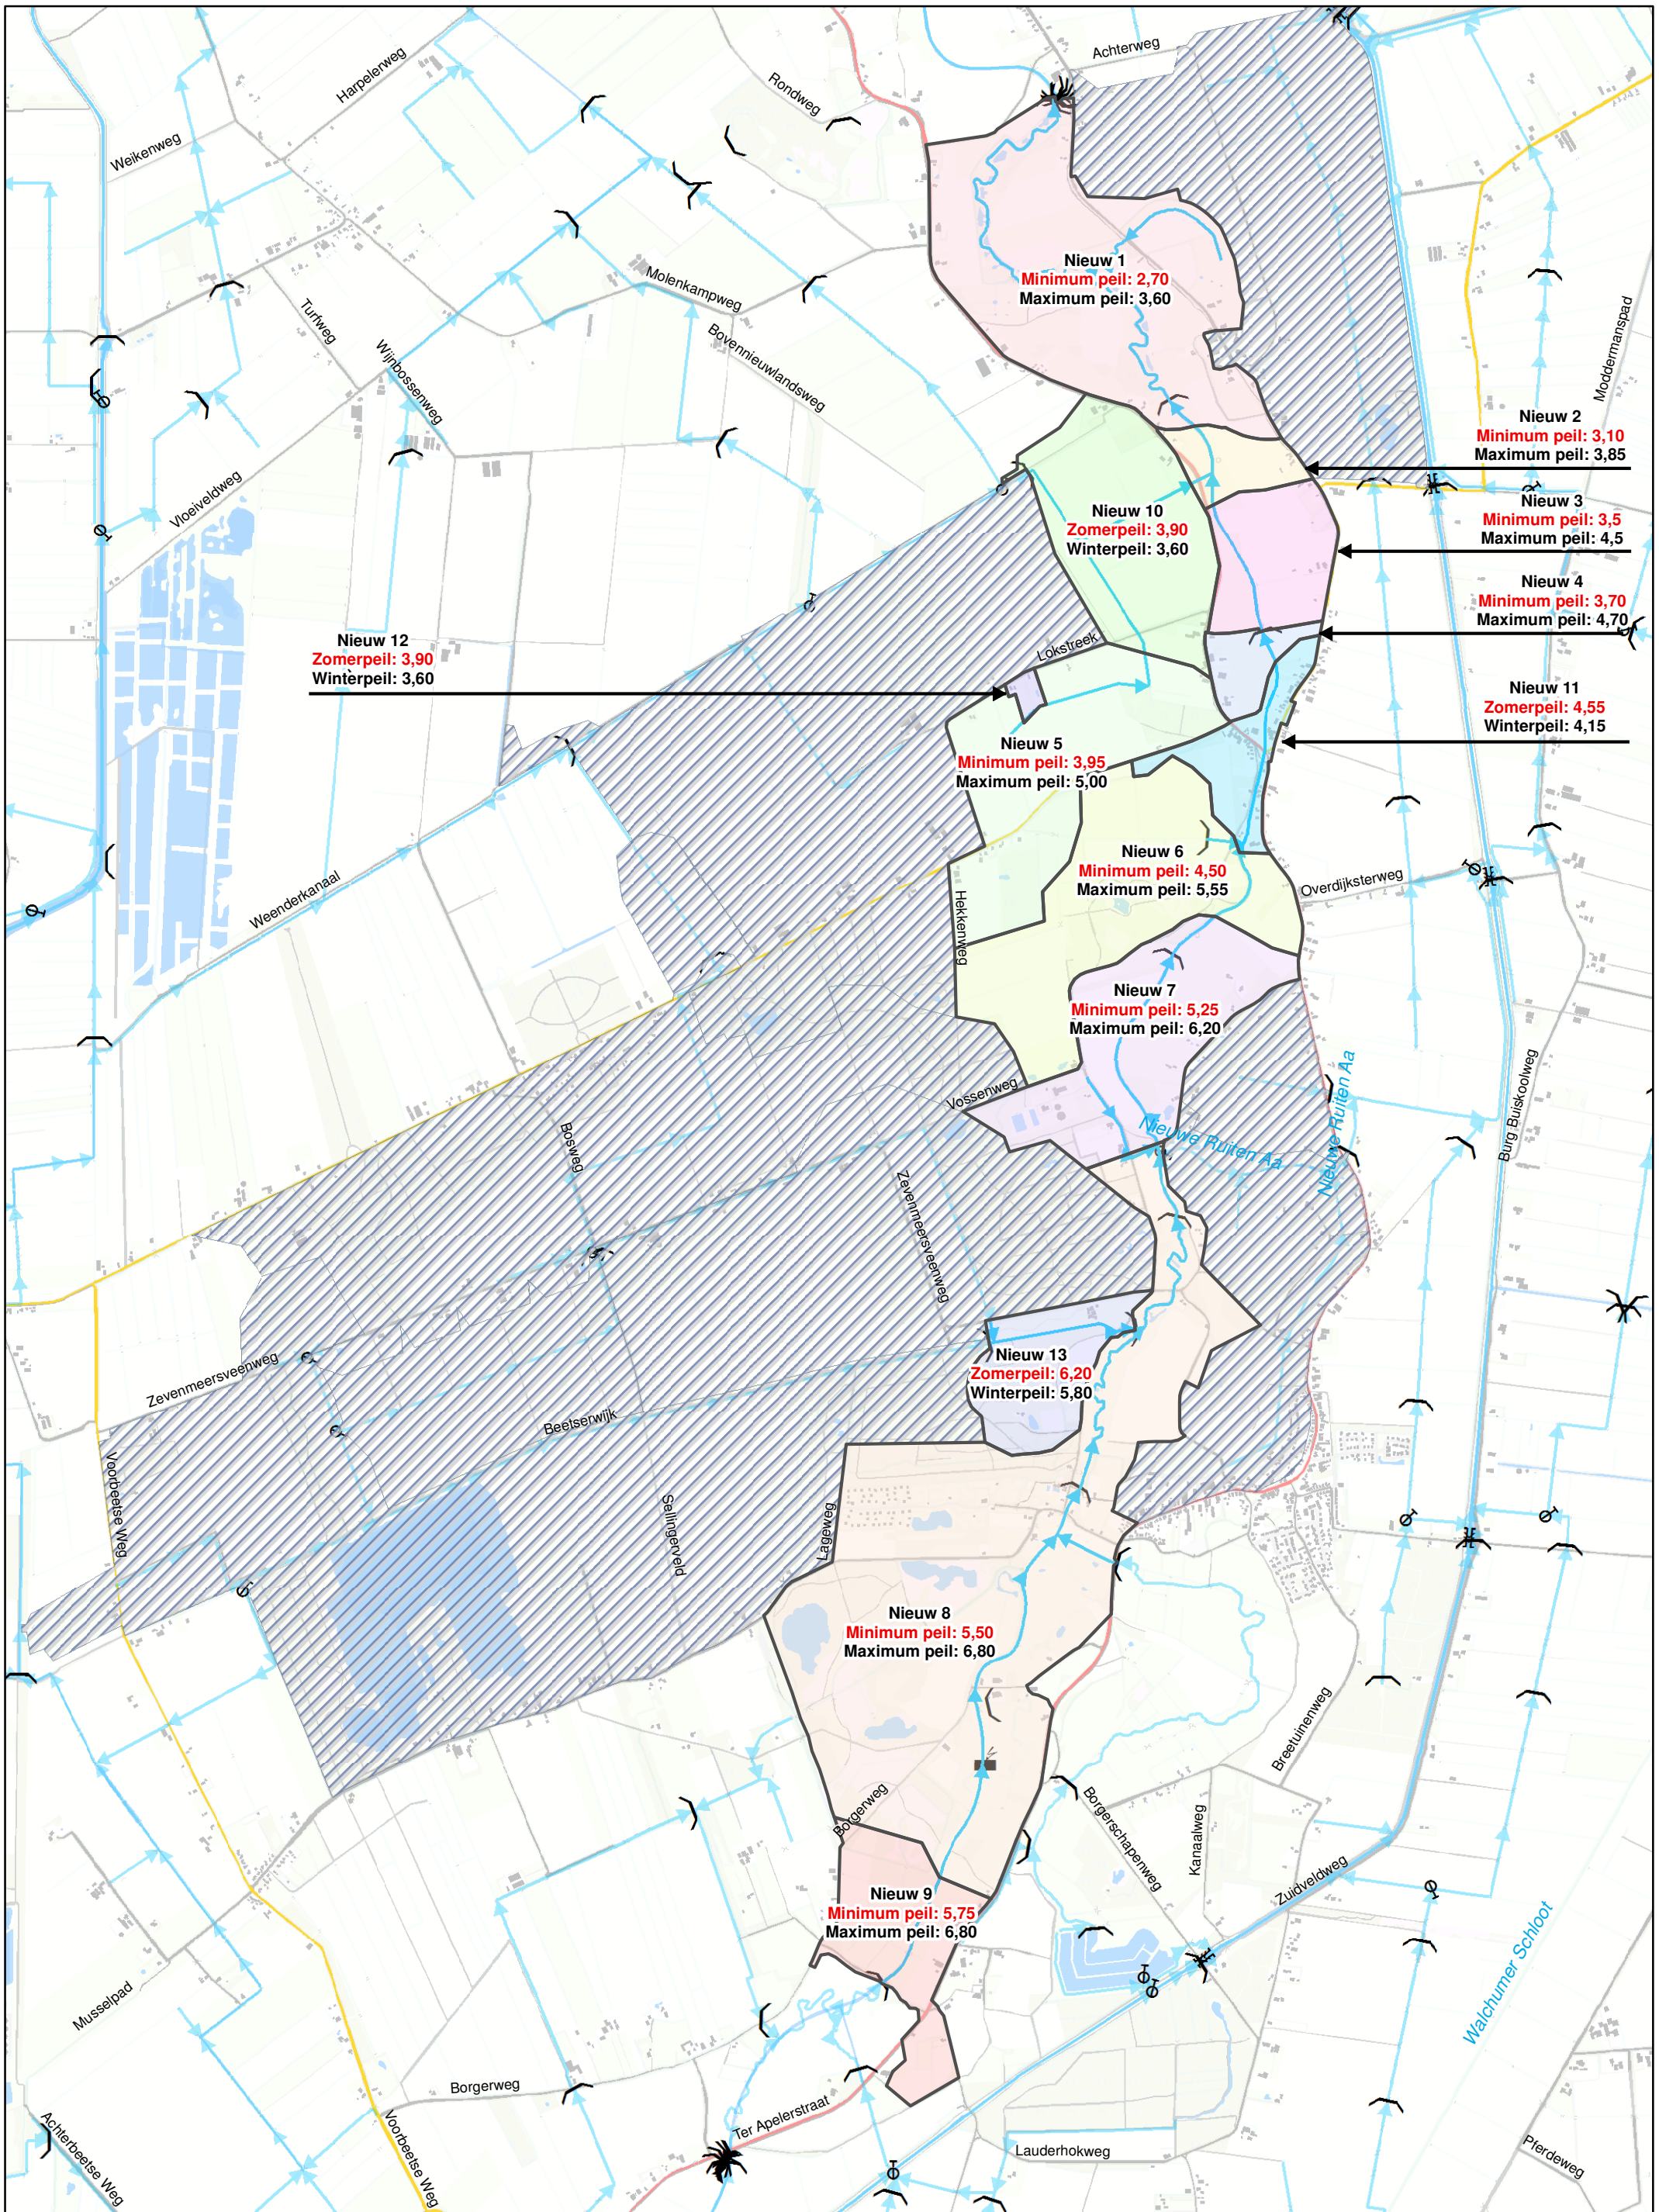 Achterweg
Harpelerweg
Rondweg
Weikenweg
Nieuw 1
Minimum peil: 2,70
Maximum peil: 3,60
Molenkampweg
Turfweg
Bovennieuwlandsweg
Wijnbossenweg
Moddermanspad
Nieuw 2
Minimum peil: 3,10
Maximum peil: 3,85
Vloeiveldweg
Nieuw 3
Minimum peil: 3,5
Maximum peil: 4,5
Nieuw 10
Zomerpeil: 3,90
Winterpeil: 3,60
Nieuw 4
Minimum peil: 3,70
Maximum peil: 4,70
Nieuw 12
Zomerpeil: 3,90
Winterpeil: 3,60
Lokstreek
Nieuw 11
Zomerpeil: 4,55
Winterpeil: 4,15
Nieuw 5
Minimum peil: 3,95
Maximum peil: 5,00
Nieuw 6
Minimum peil: 4,50
Maximum peil: 5,55
Overdijksterweg
Weenderkanaal
Hekkenweg
Nieuw 7
Minimum peil: 5,25
Maximum peil: 6,20
Vossenweg
Nieuwe Ruiten Aa
Nieuwe Ruiten Aa
Burg Buiskoolweg
Bosweg
Zevenmeersveenweg
Nieuw 13
Zomerpeil: 6,20
Winterpeil: 5,80
Zevenmeersveenweg
Beetserwijk
Voorbeetse Weg
Sellingerveld
Lageweg
Nieuw 8
Minimum peil: 5,50
Maximum peil: 6,80
Breetuinenweg
Borgerweg
Borgerschapenweg
Kanaalweg
Zuidveldweg
Nieuw 9
Minimum peil: 5,75
Maximum peil: 6,80
Walchumer Schloot
Musselpad
Borgerweg
Ter Apelerstraat
Achterbeetse Weg
Voorbeetse Weg
Lauderhokweg
Pferdeweg